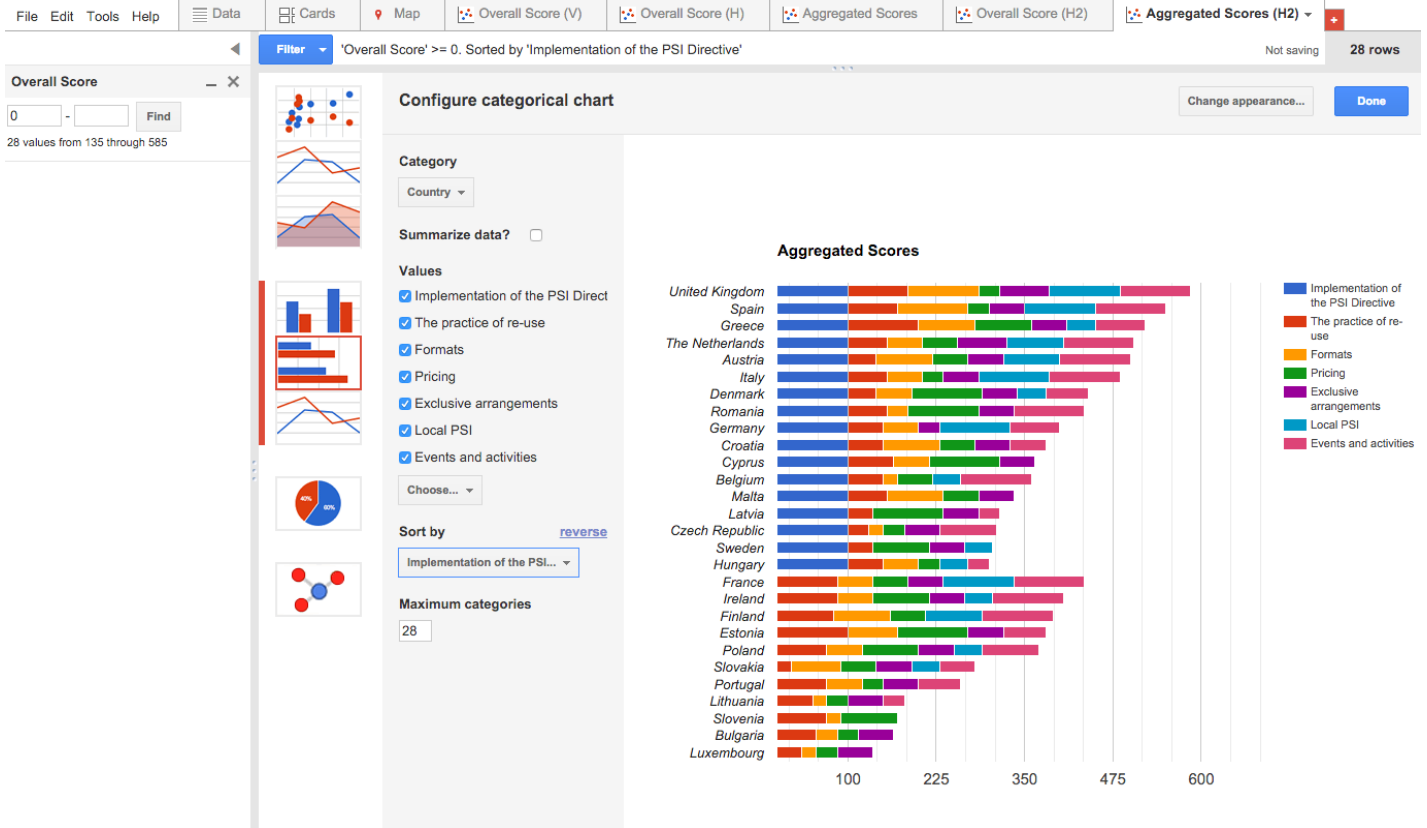 File Edit Tools Help
Data
Cards
Map
Overall Score (V)
Overall Score (H)
Aggregated Scores
Overall Score (H2)
Aggregated Scores (H2)
+
Filter
'Overall Score' >= 0. Sorted by 'Implementation of the PSI Directive'
Not saving
28 rows
Overall Score
0 -
Find
28 values from 135 through 585
Configure categorical chart
Change appearance...
Done
Category
Country
Summarize data?
Values
Implementation of the PSI Direct
The practice of re-use
Formats
Pricing
Exclusive arrangements
Local PSI
Events and activities
Choose...
Sort by
reverse
Implementation of the PSI...
Maximum categories
28
40%
60%
Aggregated Scores
United Kingdom
Spain
Greece
The Netherlands
Austria
Italy
Denmark
Romania
Germany
Croatia
Cyprus
Belgium
Malta
Latvia
Czech Republic
Sweden
Hungary
France
Ireland
Finland
Estonia
Poland
Slovakia
Portugal
Lithuania
Slovenia
Bulgaria
Luxembourg
100 225 350 475 600
Implementation of
the PSI Directive
The practice of re-
use
Formats
Pricing
Exclusive
arrangements
Local PSI
Events and activities